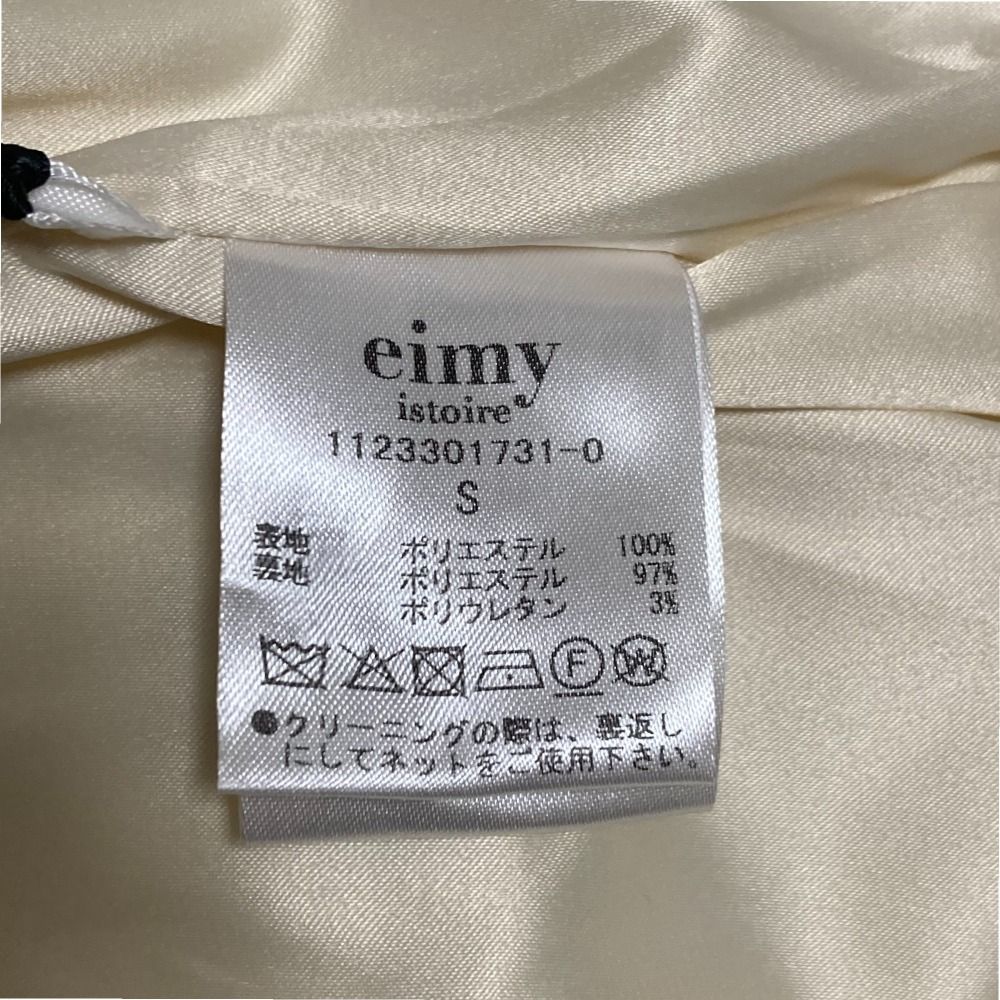 eimy
istoire
1123301731-0
S
表地 ポリエステル 100%
裏地 ポリエステル 97%
ポリウレタン 3%
F W
●クリーニングの際は、裏返し
にしてネットをご使用下さい。